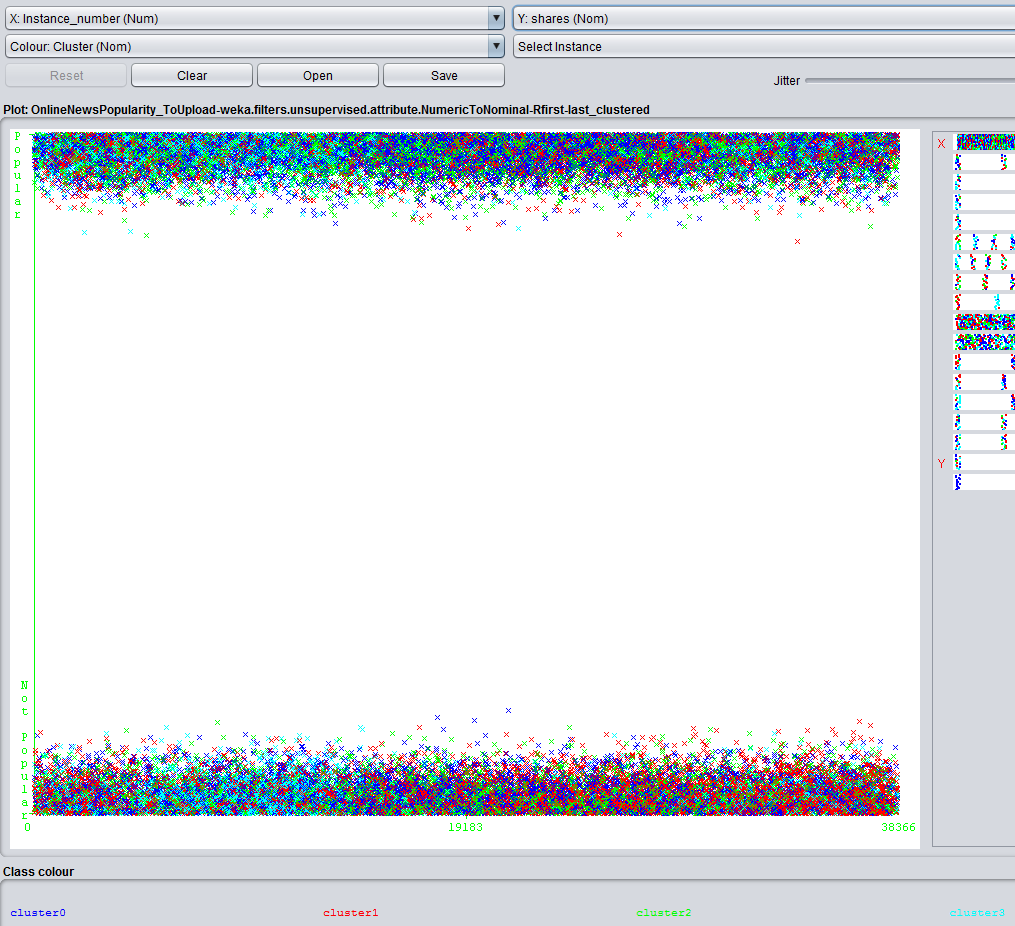 X: Instance_number (Num)
Y: shares (Nom)
Colour: Cluster (Nom)
Select Instance
Reset
Clear
Open
Save
Jitter
Plot: OnlineNewsPopularity_ToUpload-weka.filters.unsupervised.attribute.NumericToNominal-Rfirst-last_clustered
Popular
X
Y
Not popular
0
19183
38366
Class colour
cluster0
cluster1
cluster2
cluster3